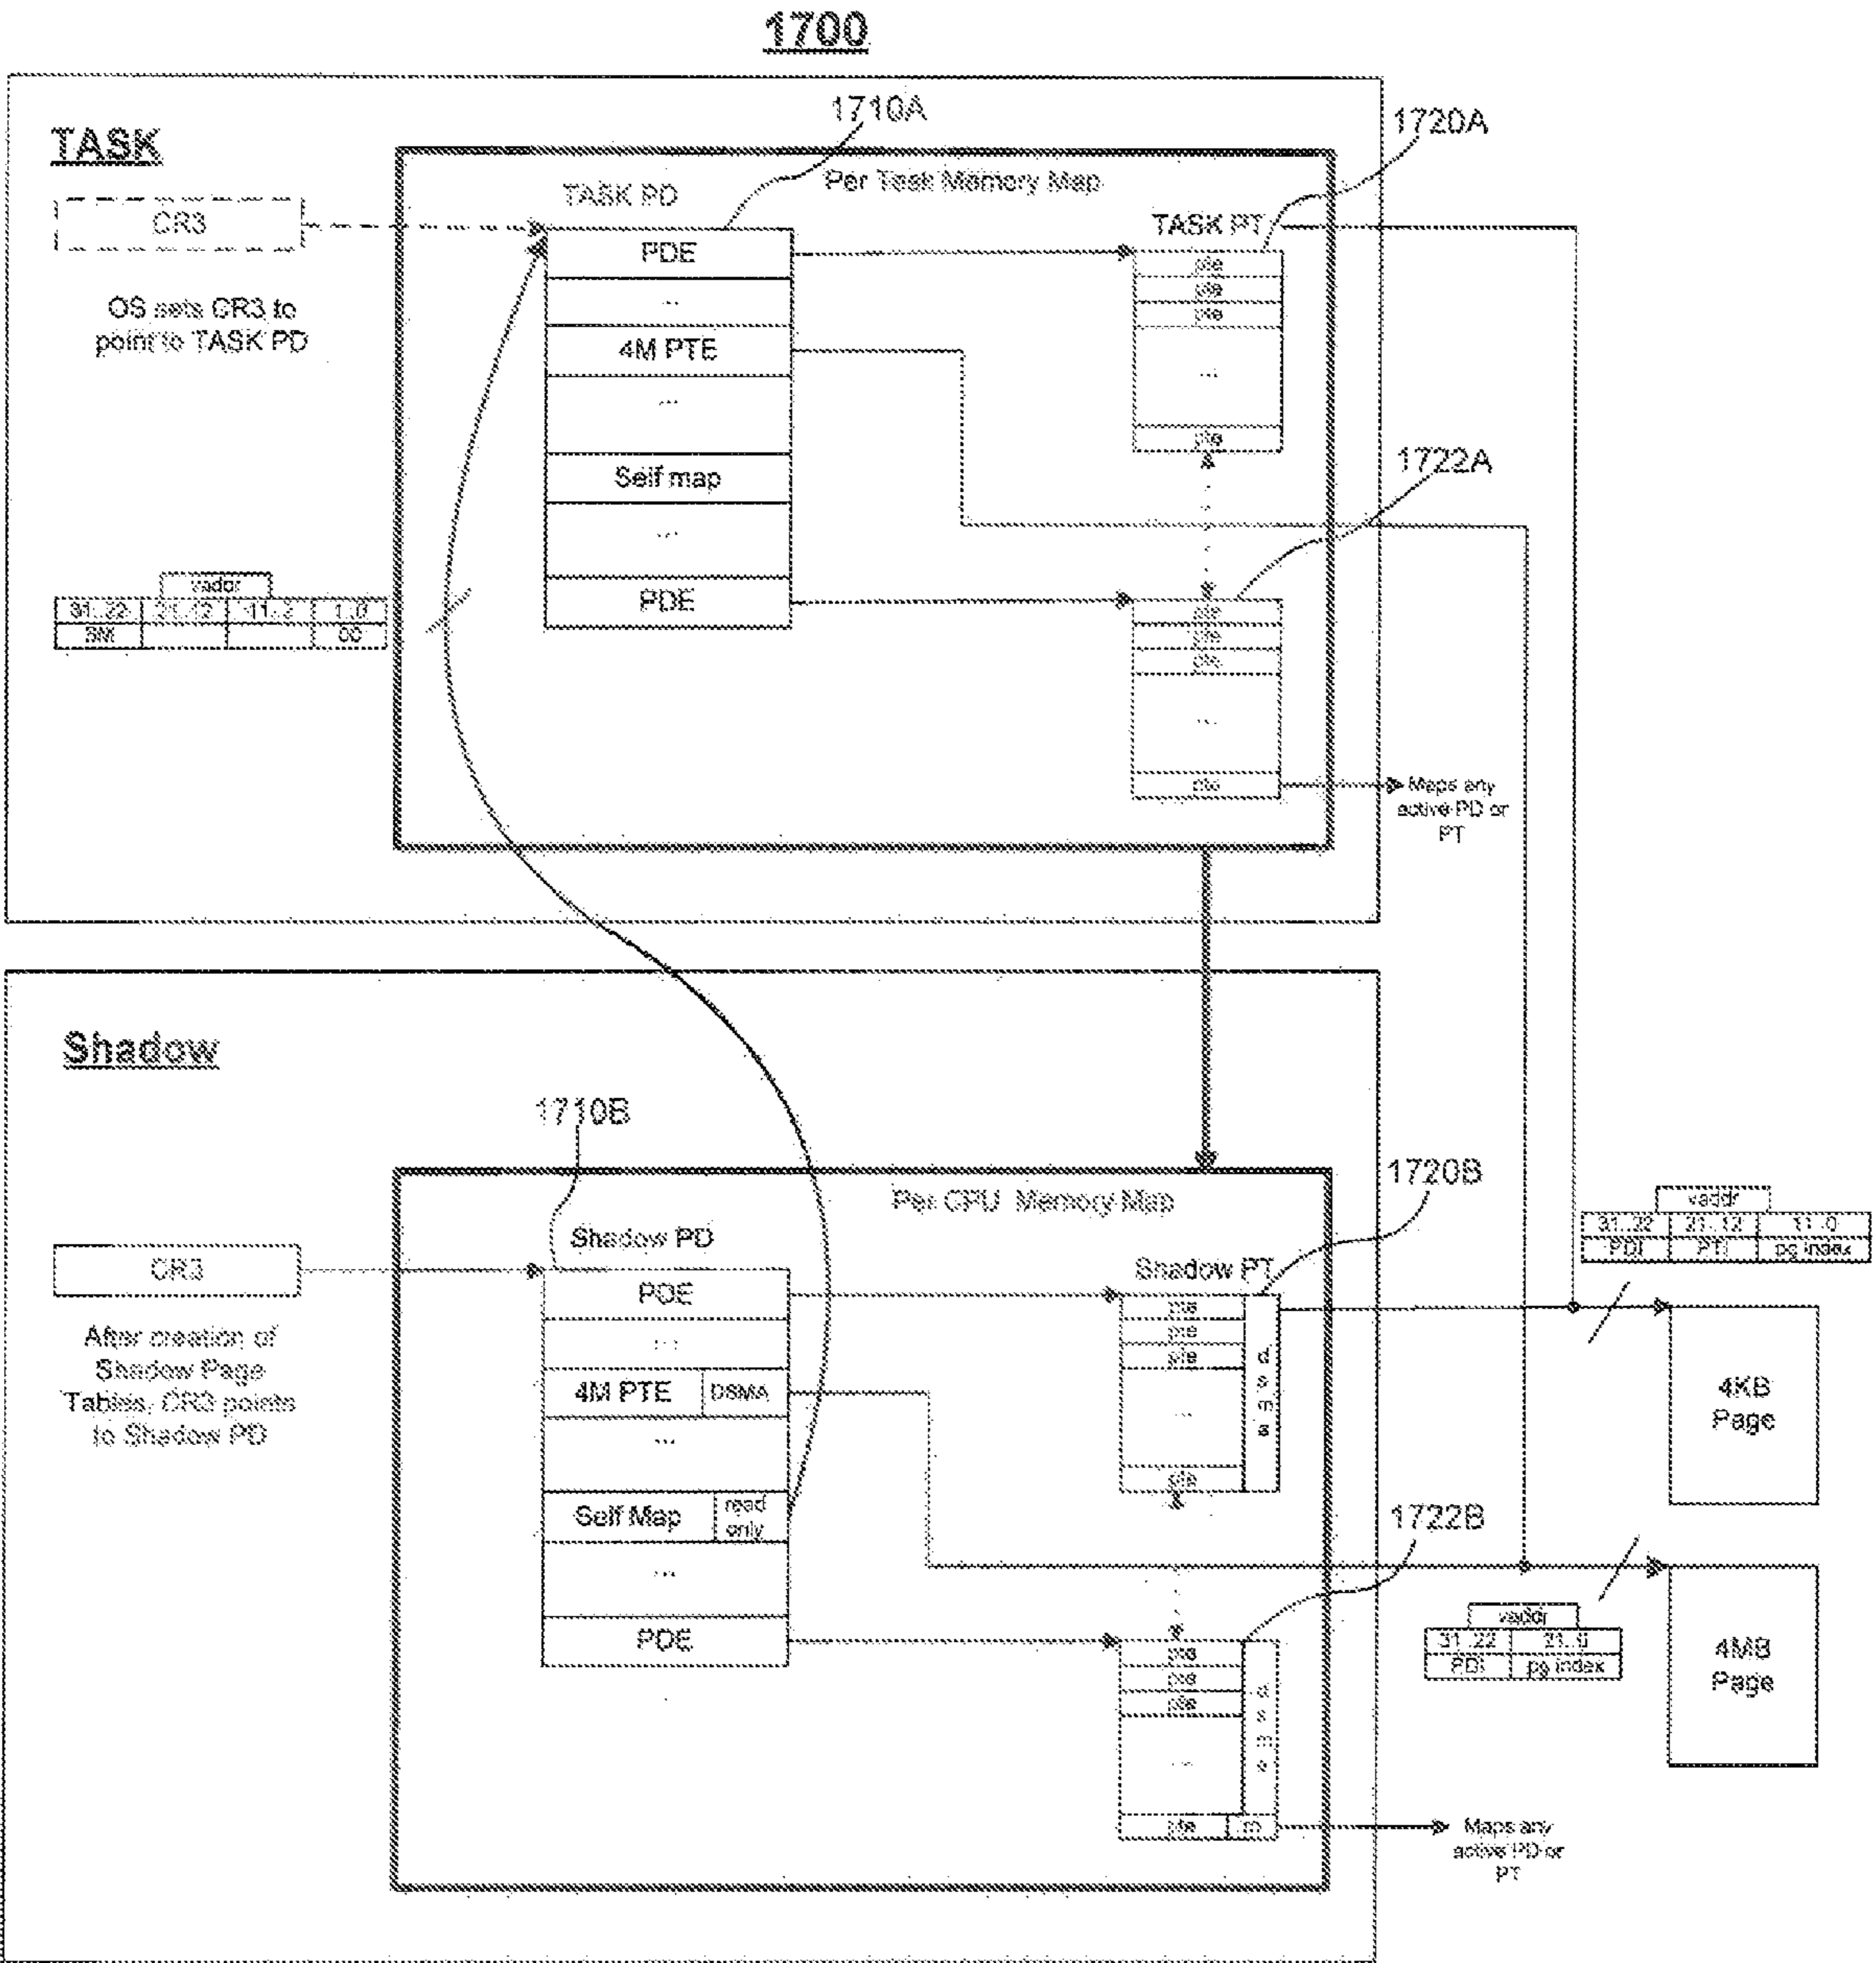 1700
TASK
1710A
1720A
Per Task Memory Map
TASK PD
CR3
TASK PT
PDE
pte
...
pte
OS sets CR3 to
point to TASK PD
pte
4M PTE
...
...
pte
Self map
1722A
...
vaddr
31..22 21..12 11..2 1..0
SM 00
PDE
pte
pte
pte
...
pte
Maps any
active PD or
PT
Shadow
1710B
1720B
Per CPU Memory Map
vaddr
31..22 21..12 11..0
PDI PTI pg index
Shadow PD
CR3
Shadow PT
PDE
pte
After creation of
Shadow Page
Tables, CR3 points
to Shadow PD
...
pte
pte
4M PTE DSMA
dsma
4KB
Page
...
...
pte
Self Map read
only
1722B
...
vaddr
31..22 21..0
PDI pg index
PDE
pte
pte
pte
dsma
4MB
Page
...
pte
Maps any
active PD or
PT